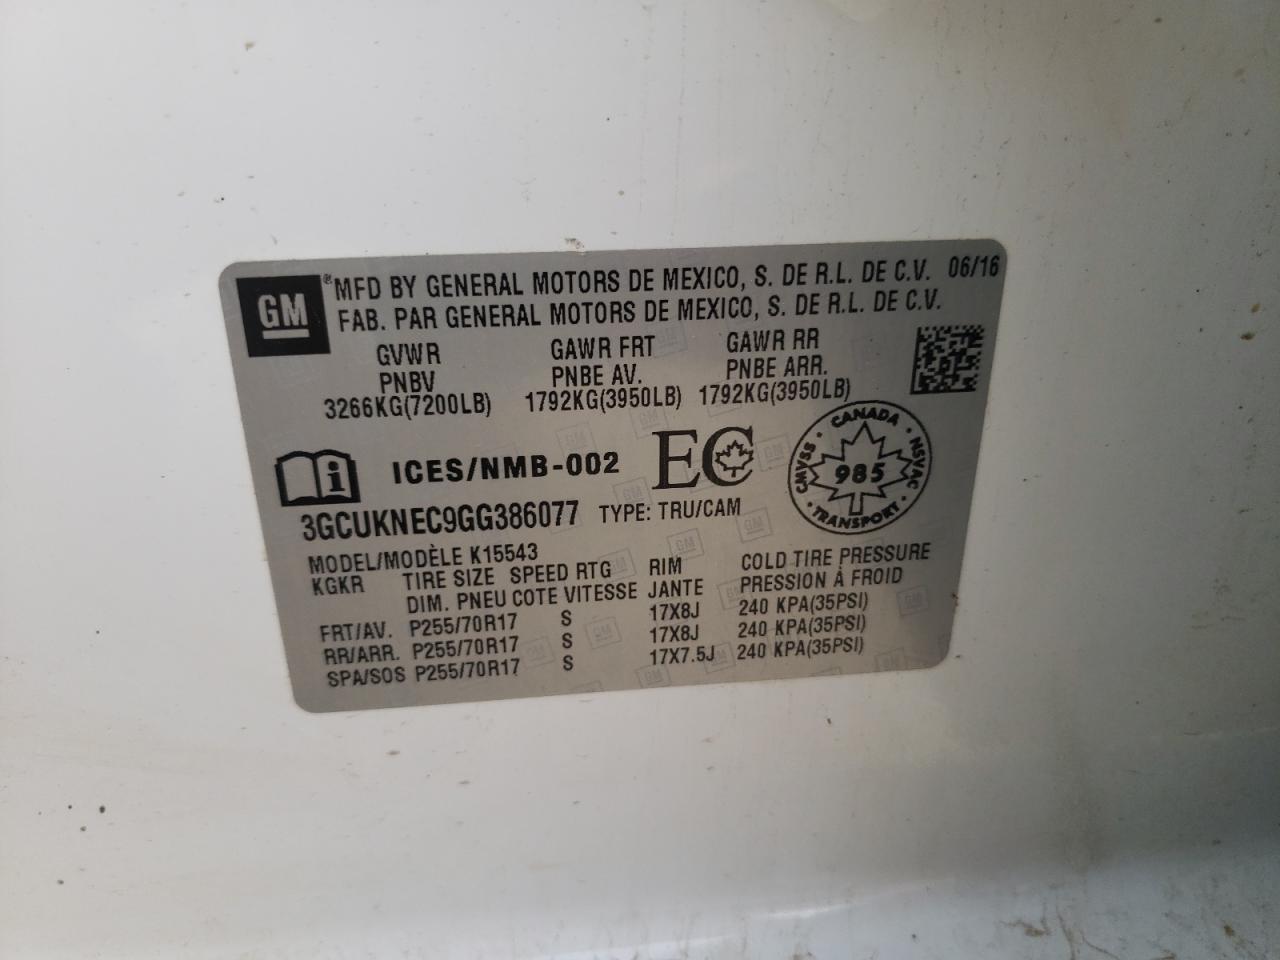 GM ® MFD BY GENERAL MOTORS DE MEXICO, S. DE R.L. DE C.V. 06/16
FAB. PAR GENERAL MOTORS DE MEXICO, S. DE R.L. DE C.V.
GVWR GAWR FRT GAWR RR
PNBV PNBE AV. PNBE ARR.
3266KG(7200LB) 1792KG(3950LB) 1792KG(3950LB)
ICES/NMB-002 EC
CANADA
CMVSS · 985 · NSVAC
TRANSPORT
3GCUKNEC9GG386077 TYPE: TRU/CAM
MODEL/MODÈLE K15543
KGKR TIRE SIZE SPEED RTG RIM COLD TIRE PRESSURE
DIM. PNEU COTE VITESSE JANTE PRESSION À FROID
FRT/AV. P255/70R17 S 17X8J 240 KPA(35PSI)
RR/ARR. P255/70R17 S 17X8J 240 KPA(35PSI)
SPA/SOS P255/70R17 S 17X7.5J 240 KPA(35PSI)